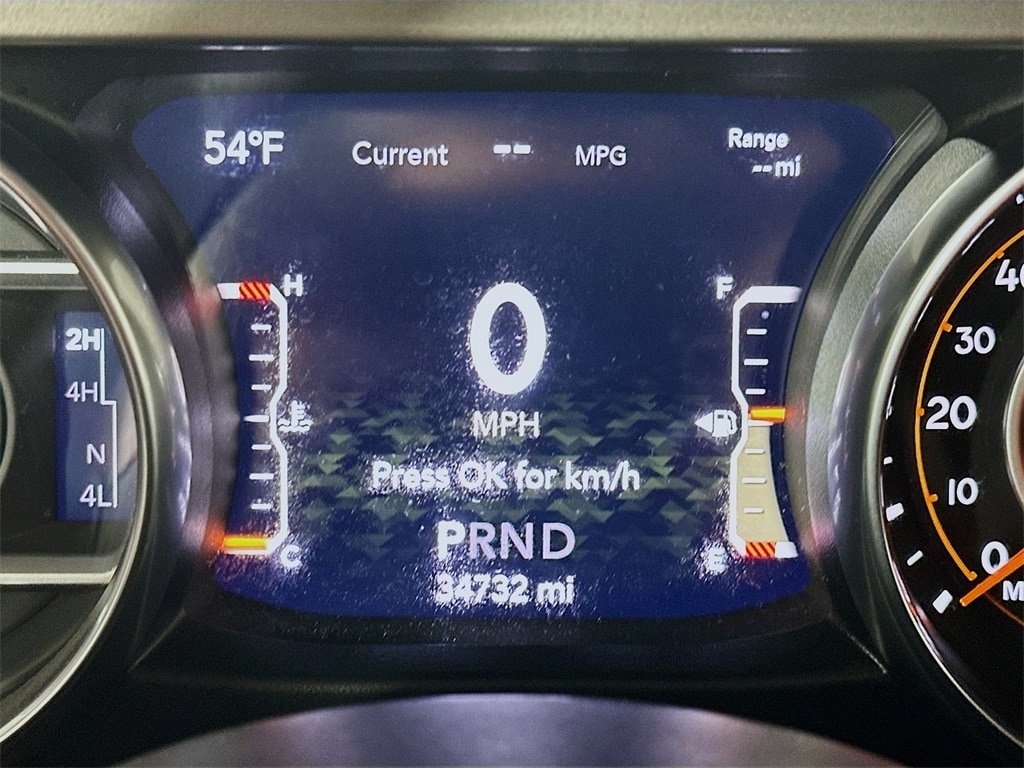 54°F Current -- MPG Range
--mi
H
F
0
MPH
Press OK for km/h
C
E
PRND
34732 mi
2H
4H
N
4L
40
30
20
10
0